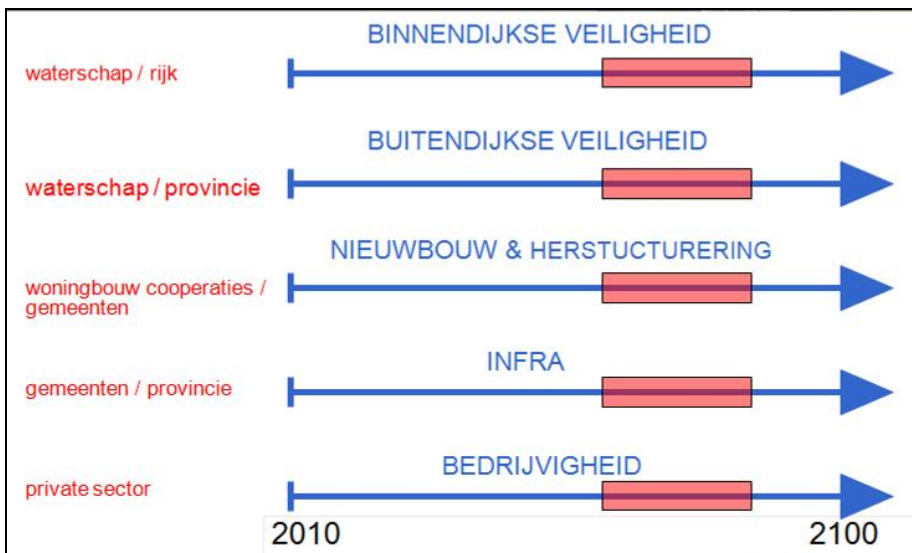 BINNENDIJKSE VEILIGHEID
waterschap / rijk
BUITENDIJKSE VEILIGHEID
waterschap / provincie
NIEUWBOUW & HERSTUCTURERING
woningbouw cooperaties /
gemeenten
INFRA
gemeenten / provincie
BEDRIJVIGHEID
private sector
2010 2100